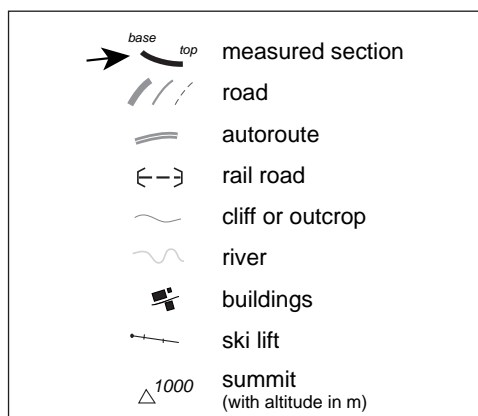 base
top
measured section
road
autoroute
rail road
cliff or outcrop
river
buildings
ski lift
1000
summit
(with altitude in m)